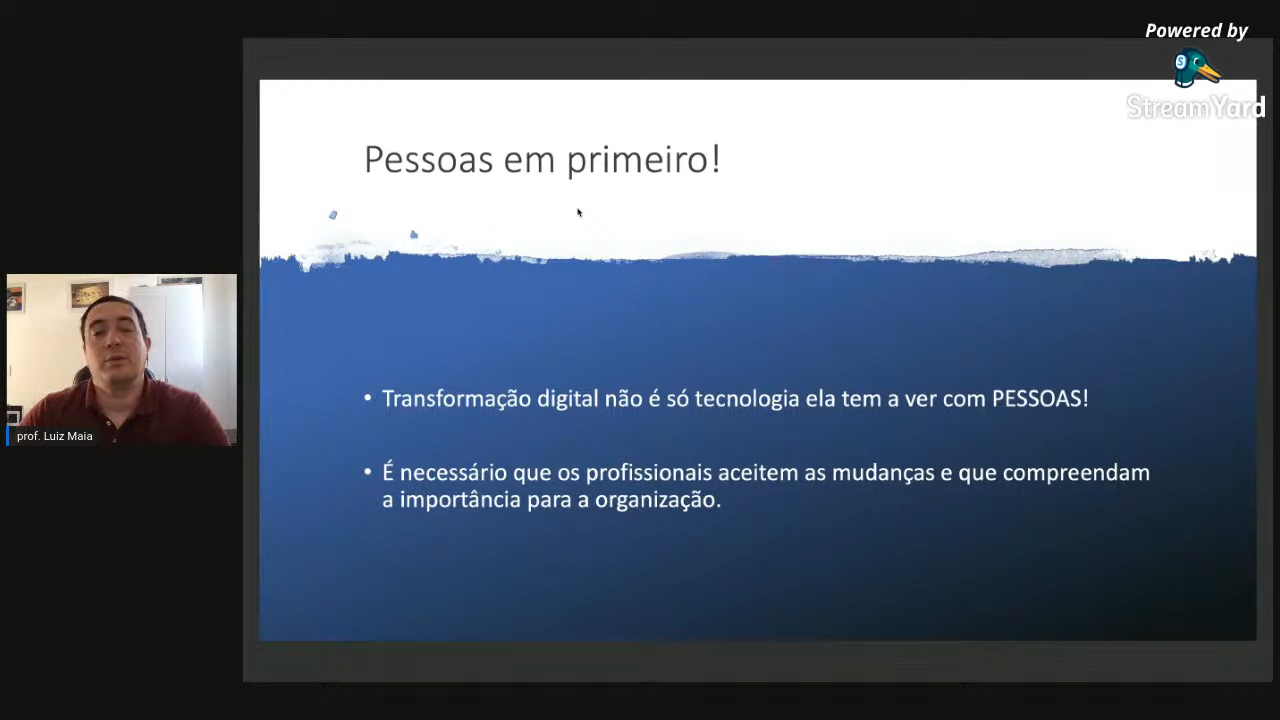 Powered by
StreamYard
Pessoas em primeiro!
• Transformação digital não é só tecnologia ela tem a ver com PESSOAS!
• É necessário que os profissionais aceitem as mudanças e que compreendam
a importância para a organização.
prof. Luiz Maia